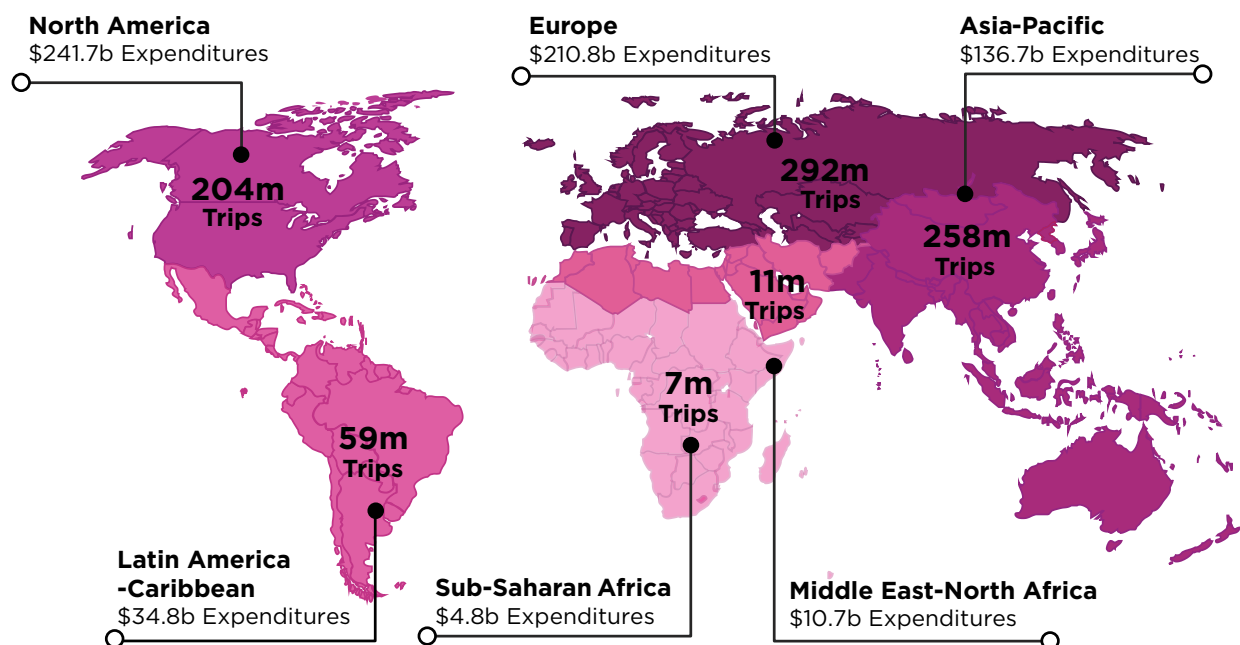 North America
$241.7b Expenditures
Europe
$210.8b Expenditures
Asia-Pacific
$136.7b Expenditures
204m
Trips
292m
Trips
258m
Trips
11m
Trips
7m
Trips
59m
Trips
Latin America
-Caribbean
$34.8b Expenditures
Sub-Saharan Africa
$4.8b Expenditures
Middle East-North Africa
$10.7b Expenditures